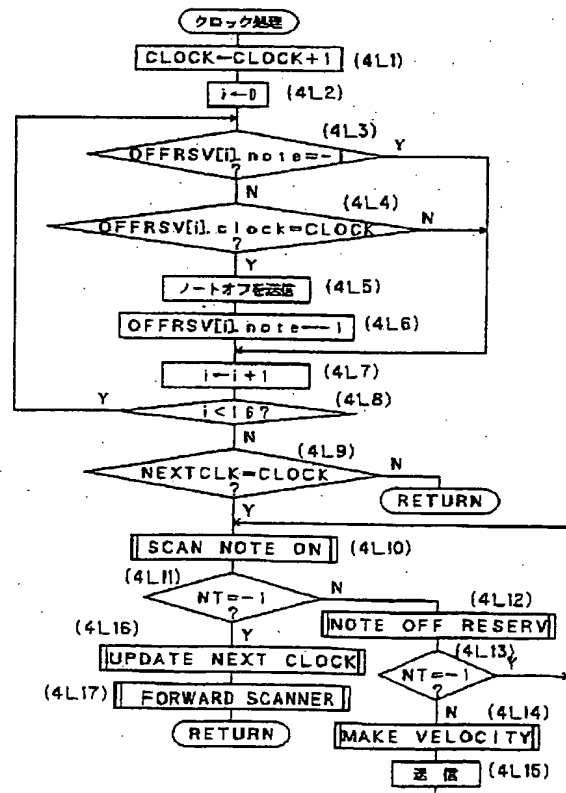 クロック処理
CLOCK←CLOCK+1 (4L1)
i←0 (4L2)
(4L3)
OFFRSV[i].note=-1
?
Y
N
(4L4)
OFFRSV[i].clock=CLOCK
?
N
Y
ノートオフを送信 (4L5)
OFFRSV[i].note←-1 (4L6)
i←i+1 (4L7)
Y
i<16? (4L8)
N
(4L9)
NEXTCLK=CLOCK
?
N
RETURN
Y
SCAN NOTE ON (4L10)
(4L11)
NT=-1
?
N
(4L12)
NOTE OFF RESERV
(4L13)
NT=-1
?
Y
(4L16)
Y
UPDATE NEXT CLOCK
(4L17)
FORWARD SCANNER
RETURN
N
(4L14)
MAKE VELOCITY
送信 (4L15)